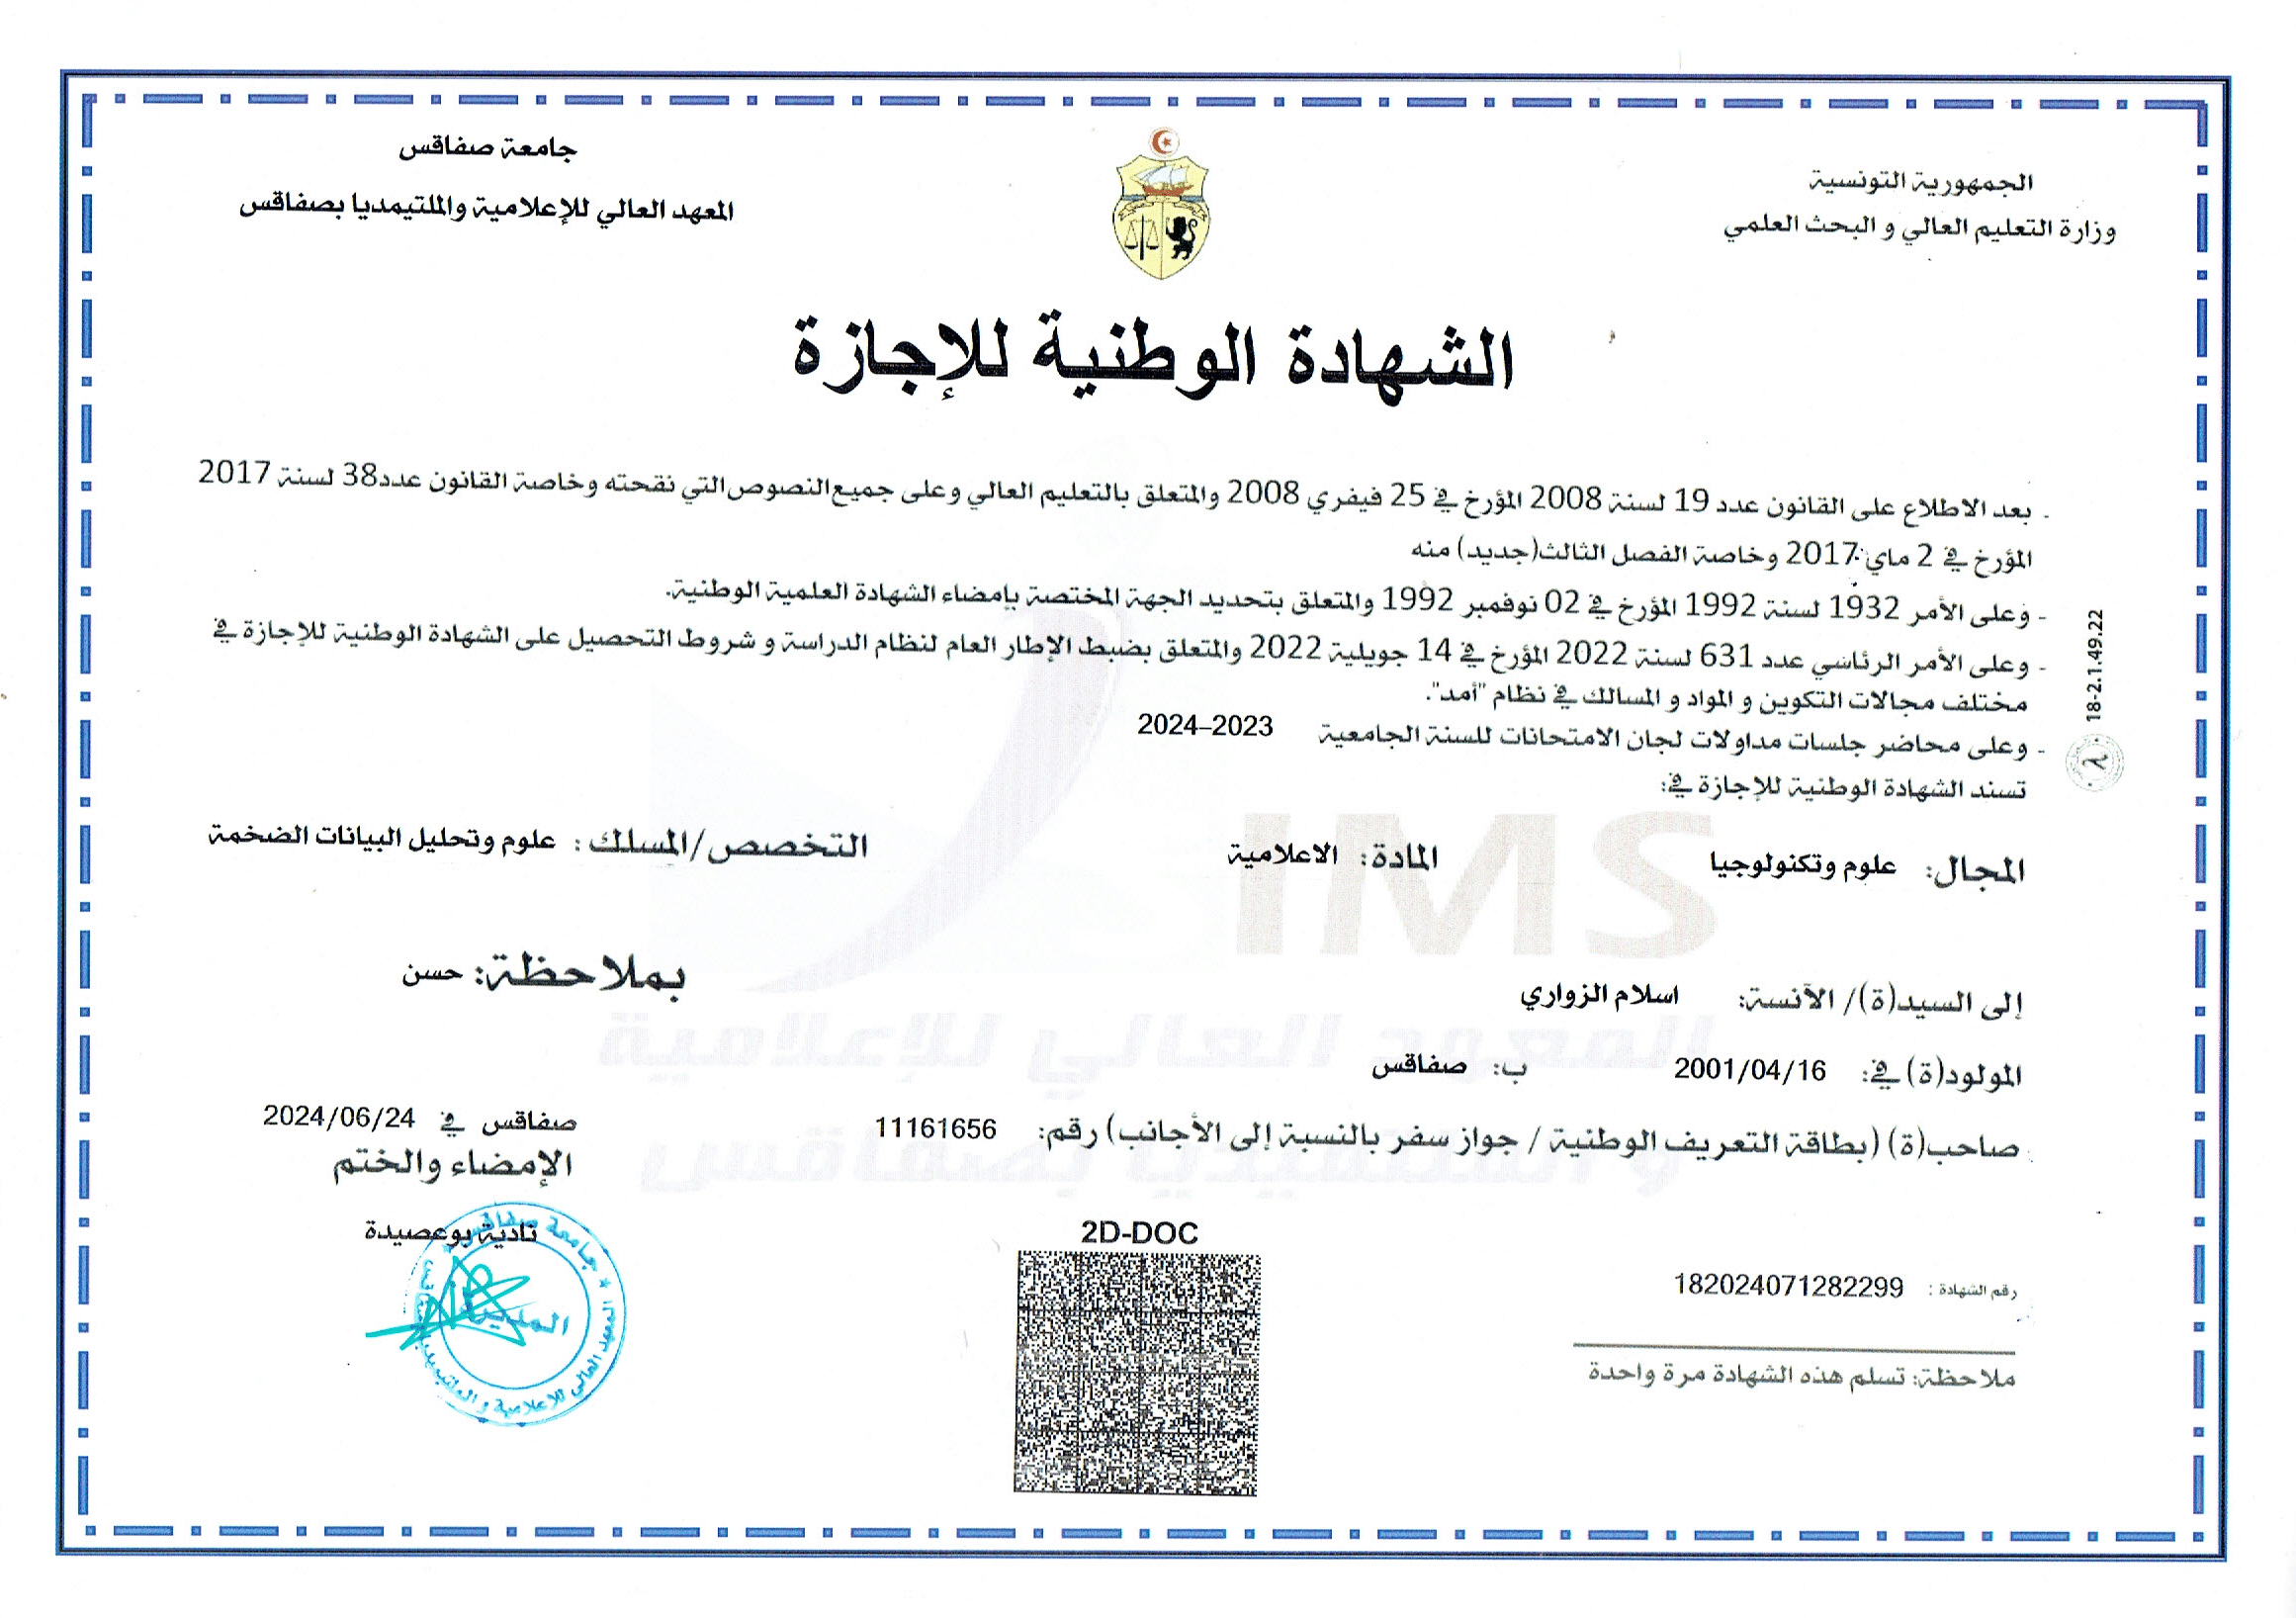 الجمهورية التونسية
وزارة التعليم العالي و البحث العلمي
جامعة صفاقس
المعهد العالي للإعلامية والملتيمديا بصفاقس
الشهادة الوطنية للإجازة
- بعد الاطلاع على القانون عدد 19 لسنة 2008 المؤرخ في 25 فيفري 2008 والمتعلق بالتعليم العالي وعلى جميع النصوص التي نقحته وخاصة القانون عدد 38 لسنة 2017
المؤرخ في 2 ماي 2017 وخاصة الفصل الثالث (جديد) منه
- وعلى الأمر 1932 لسنة 1992 المؤرخ في 02 نوفمبر 1992 والمتعلق بتحديد الجهة المختصة بإمضاء الشهادة العلمية الوطنية.
- وعلى الأمر الرئاسي عدد 631 لسنة 2022 المؤرخ في 14 جويلية 2022 والمتعلق بضبط الإطار العام لنظام الدراسة و شروط التحصيل على الشهادة الوطنية للإجازة في
مختلف مجالات التكوين و المواد و المسالك في نظام "أمد".
- وعلى محاضر جلسات مداولات لجان الامتحانات للسنة الجامعية 2023–2024
تسند الشهادة الوطنية للإجازة في:
18-2.1.49.22
المجال: علوم وتكنولوجيا المادة: الاعلامية التخصص/المسلك: علوم وتحليل البيانات الضخمة
إلى السيد(ة)/ الآنسة: اسلام الزواري بملاحظة: حسن
المولود(ة) في: 2001/04/16 ب: صفاقس
صاحب(ة) (بطاقة التعريف الوطنية / جواز سفر بالنسبة إلى الأجانب) رقم: 11161656
صفاقس في 2024/06/24
الإمضاء والختم
نادية بوعصيدة
جامعة صفاقس
المعهد العالي للإعلامية والملتيميديا بصفاقس
المديرة
2D-DOC
رقم الشهادة : 182024071282299
ملاحظة: تسلم هذه الشهادة مرة واحدة
IMS
المعهد العالي للإعلامية
و الملتيميديا بصفاقس